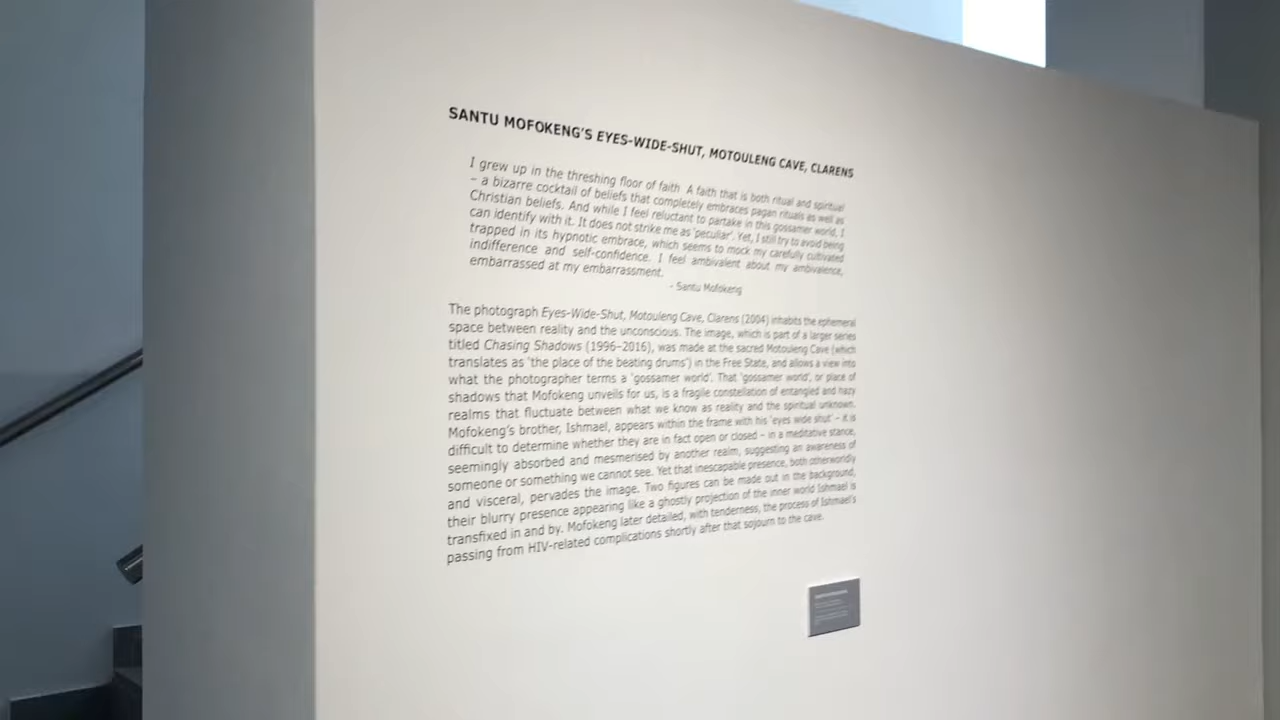 SANTU MOFOKENG'S EYES-WIDE-SHUT, MOTOULENG CAVE, CLARENS
I grew up in the threshing floor of faith A faith that is both ritual and spiritual
– a bizarre cocktail of beliefs that completely embraces pagan rituals as well as
Christian beliefs. And while I feel reluctant to partake in this gossamer world, I
can identify with it. It does not strike me as 'peculiar'. Yet, I still try to avoid being
trapped in its hypnotic embrace, which seems to mock my carefully cultivated
indifference and self-confidence. I feel ambivalent about my ambivalence,
embarrassed at my embarrassment.
- Santu Mofokeng
The photograph Eyes-Wide-Shut, Motouleng Cave, Clarens (2004) inhabits the ephemeral
space between reality and the unconscious. The image, which is part of a larger series
titled Chasing Shadows (1996–2016), was made at the sacred Motouleng Cave (which
translates as 'the place of the beating drums') in the Free State, and allows a view into
what the photographer terms a 'gossamer world'. That 'gossamer world', or place of
shadows that Mofokeng unveils for us, is a fragile constellation of entangled and hazy
realms that fluctuate between what we know as reality and the spiritual unknown.
Mofokeng's brother, Ishmael, appears within the frame with his 'eyes wide shut' – it is
difficult to determine whether they are in fact open or closed – in a meditative stance,
seemingly absorbed and mesmerised by another realm, suggesting an awareness of
someone or something we cannot see. Yet that inescapable presence, both otherworldly
and visceral, pervades the image. Two figures can be made out in the background,
their blurry presence appearing like a ghostly projection of the inner world Ishmael is
transfixed in and by. Mofokeng later detailed, with tenderness, the process of Ishmael's
passing from HIV-related complications shortly after that sojourn to the cave.